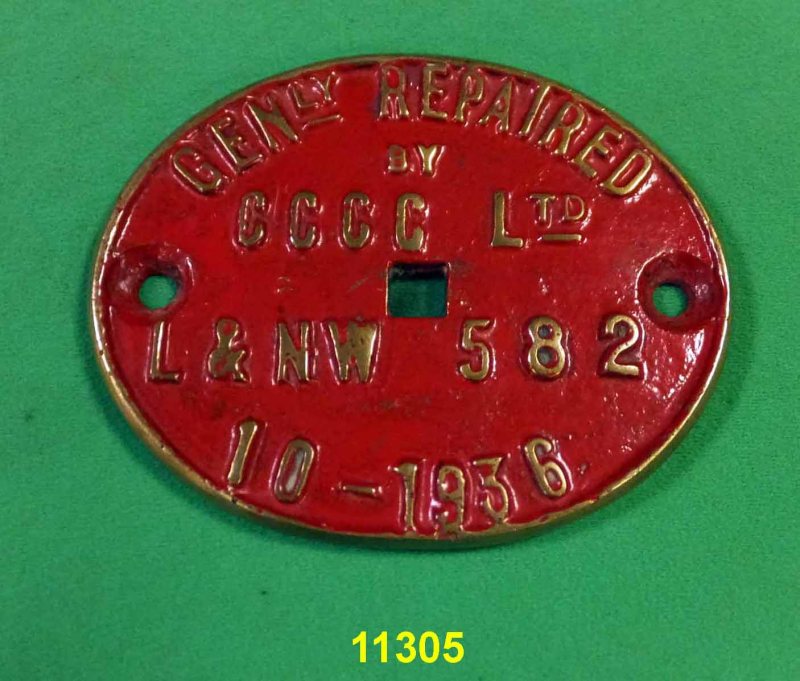 GENLY REPAIRED
BY
CCCC LTD
L & NW 582
10-1936
11305